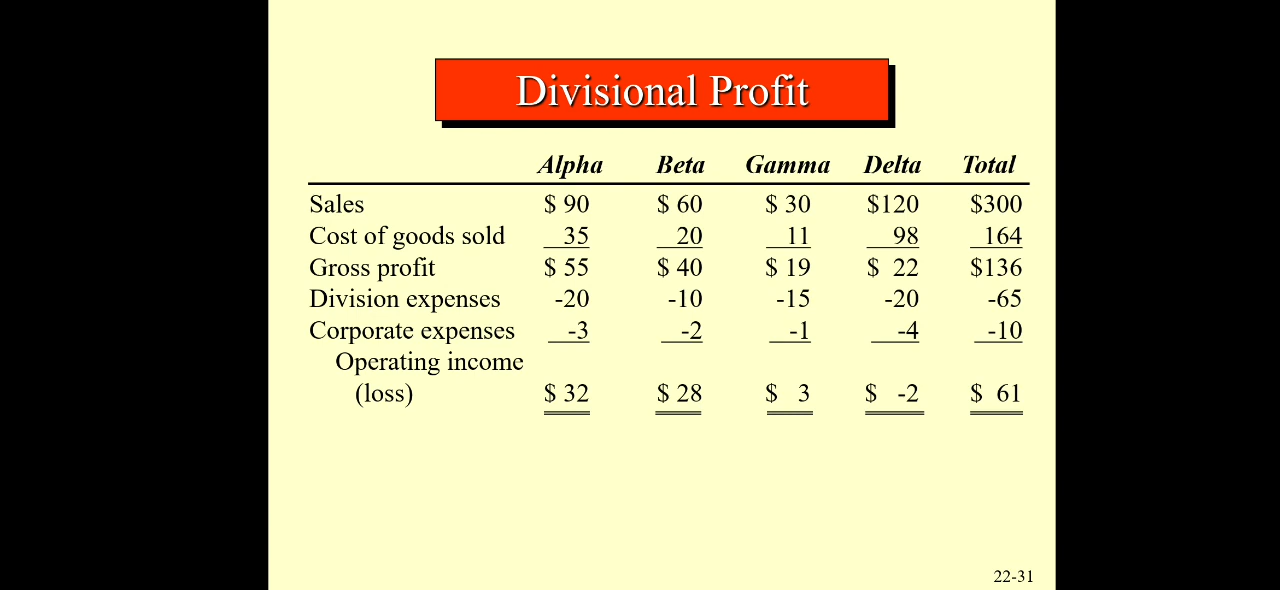 Divisional Profit
Alpha Beta Gamma Delta Total
Sales $ 90 $ 60 $ 30 $120 $300
Cost of goods sold 35 20 11 98 164
Gross profit $ 55 $ 40 $ 19 $ 22 $136
Division expenses -20 -10 -15 -20 -65
Corporate expenses -3 -2 -1 -4 -10
Operating income
(loss) $ 32 $ 28 $ 3 $ -2 $ 61
22-31